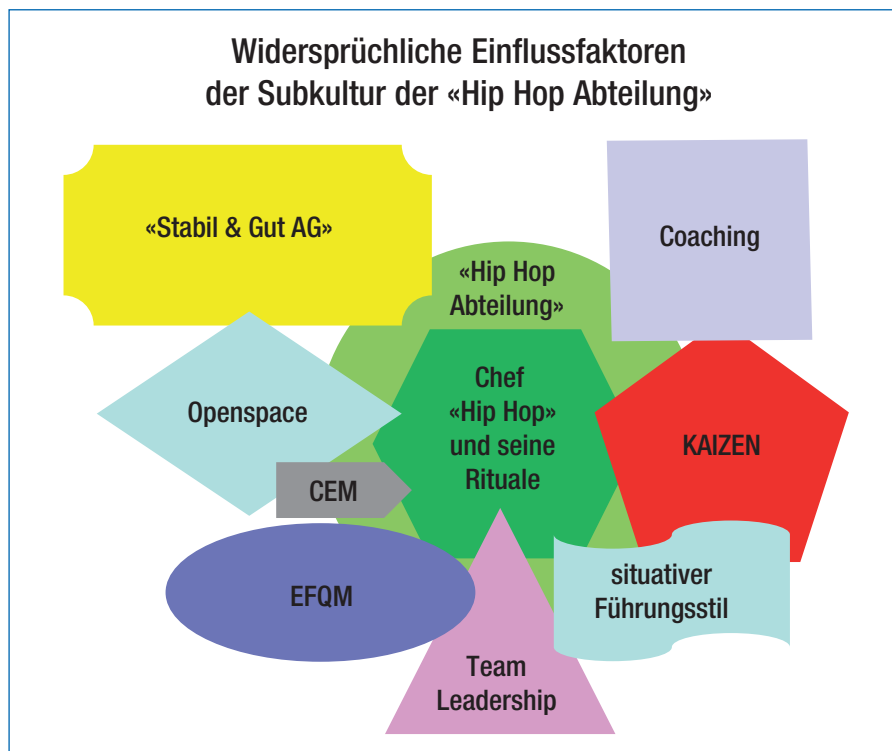 Widersprüchliche Einflussfaktoren
der Subkultur der «Hip Hop Abteilung»
«Stabil & Gut AG»
Coaching
«Hip Hop
Abteilung»
Chef
«Hip Hop»
und seine
Rituale
Openspace
KAIZEN
CEM
EFQM
situativer
Führungsstil
Team
Leadership